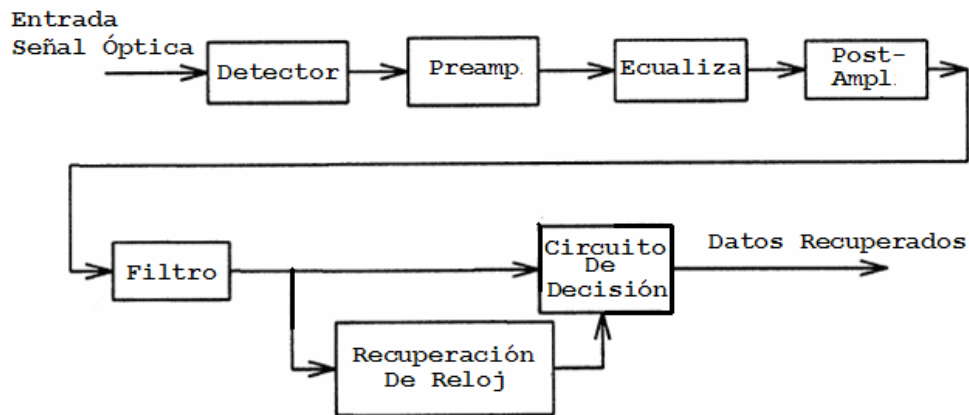 Entrada
Señal Óptica
Detector
Preamp.
Ecualiza
Post-
Ampl.
Filtro
Circuito
De
Decisión
Datos Recuperados
Recuperación
De Reloj